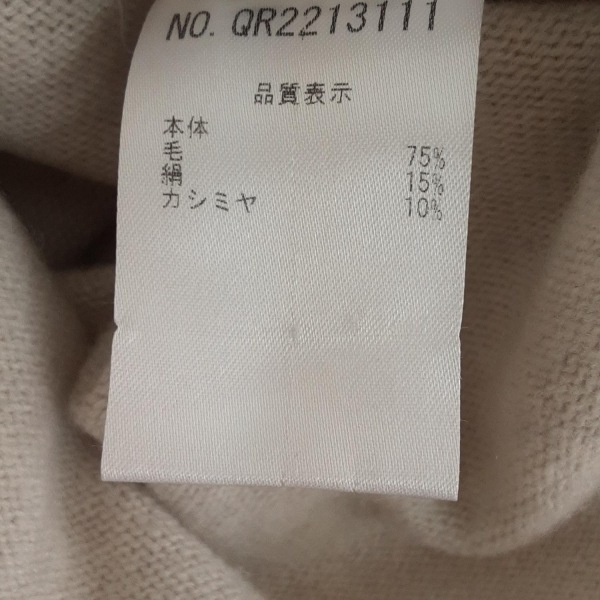 NO. QR2213111
品質表示
本体
毛 75%
絹 15%
カシミヤ 10%